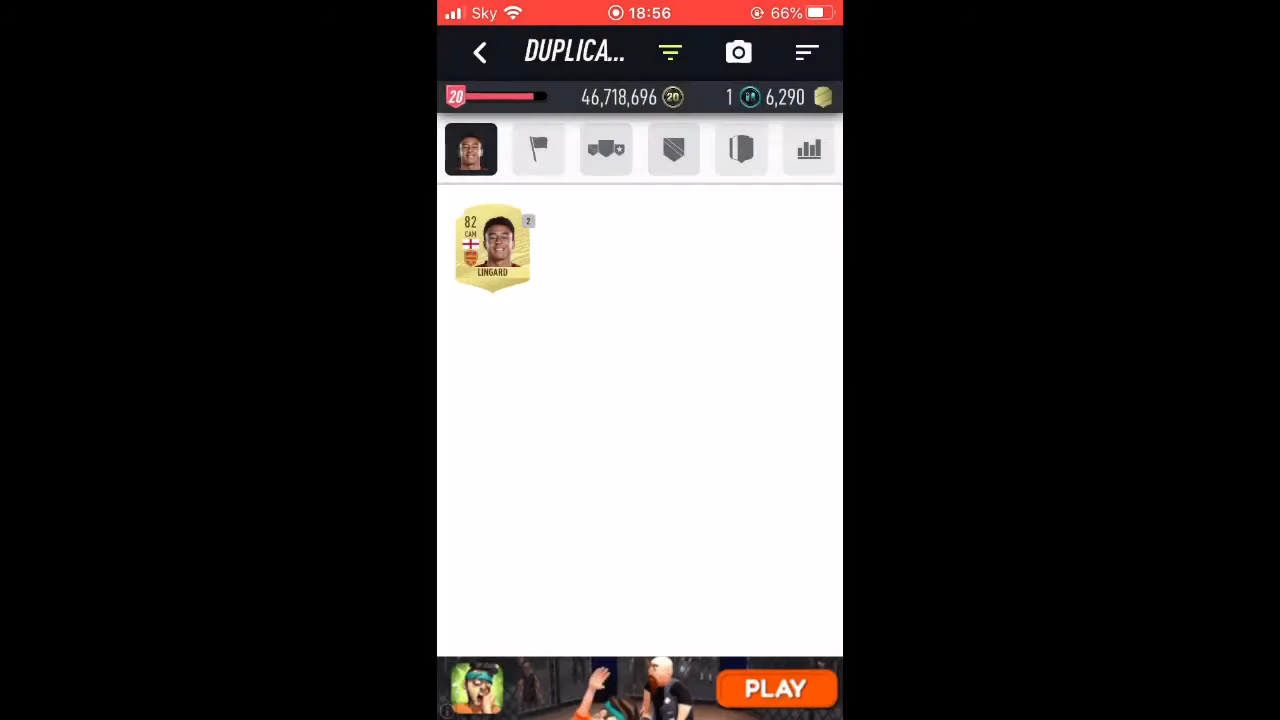 Sky 18:56 66%
DUPLICA...
20 46,718,696 20 1 6,290
82 2
CAM
LINGARD
PLAY